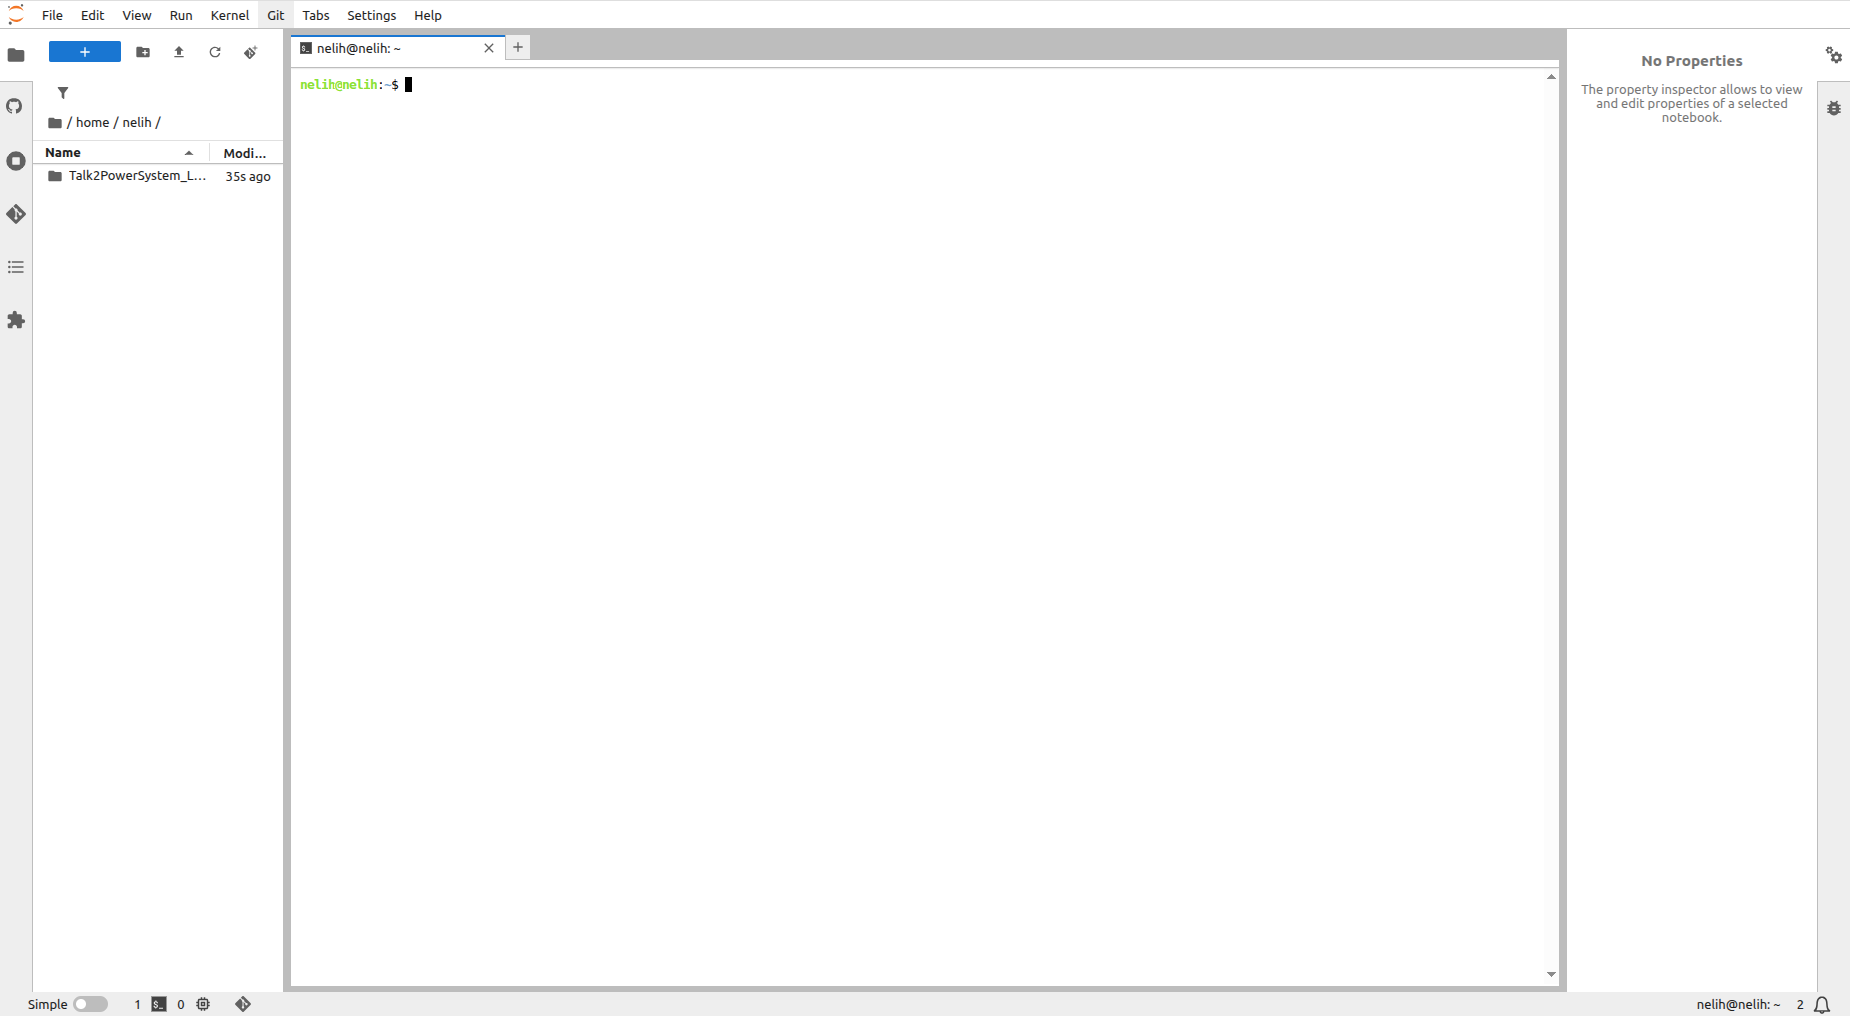 File Edit View Run Kernel Git Tabs Settings Help
nelih@nelih: ~
/ home / nelih /
Name Modi...
Talk2PowerSystem_L... 35s ago
nelih@nelih:~$
No Properties
The property inspector allows to view
and edit properties of a selected
notebook.
Simple 1 $_ 0 nelih@nelih: ~ 2